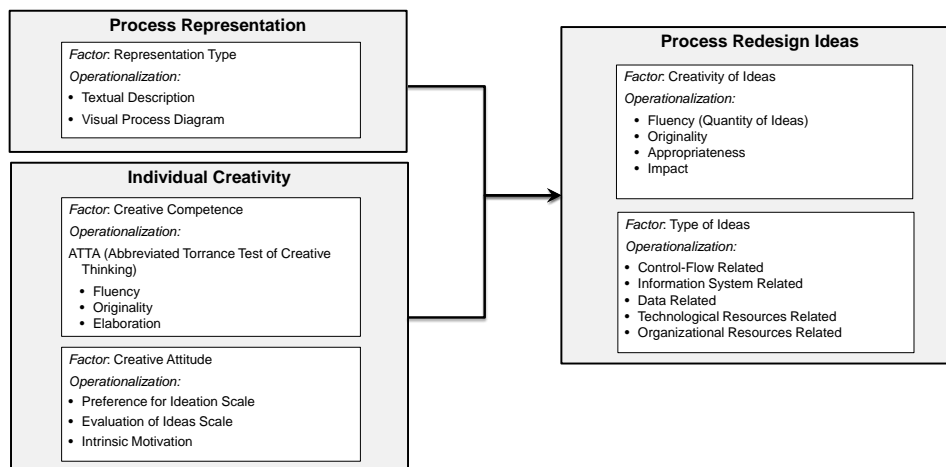 Process Representation
Factor: Representation Type
Operationalization:
• Textual Description
• Visual Process Diagram
Individual Creativity
Factor: Creative Competence
Operationalization:
ATTA (Abbreviated Torrance Test of Creative
Thinking)
• Fluency
• Originality
• Elaboration
Factor: Creative Attitude
Operationalization:
• Preference for Ideation Scale
• Evaluation of Ideas Scale
• Intrinsic Motivation
Process Redesign Ideas
Factor: Creativity of Ideas
Operationalization:
• Fluency (Quantity of Ideas)
• Originality
• Appropriateness
• Impact
Factor: Type of Ideas
Operationalization:
• Control-Flow Related
• Information System Related
• Data Related
• Technological Resources Related
• Organizational Resources Related